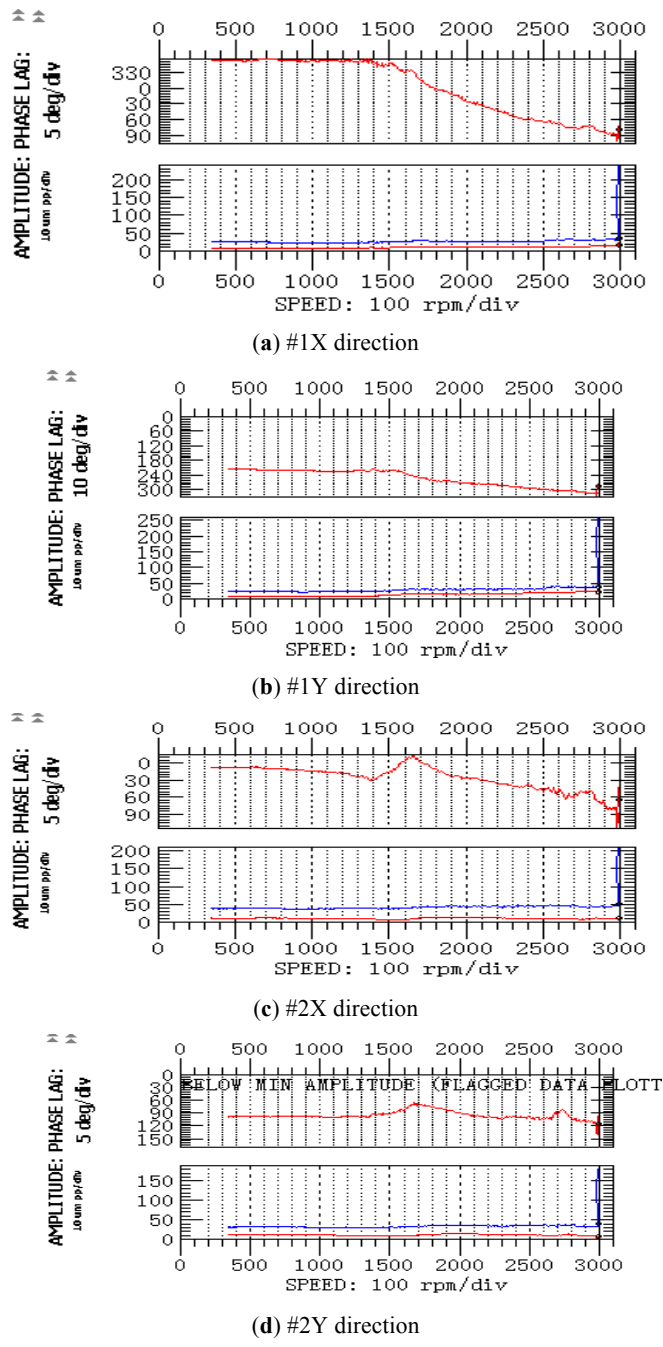 0 500 1000 1500 2000 2500 3000
AMPLITUDE: PHASE LAG:
5 deg/div
10 um pp/div
330
0
30
60
90
200
150
100
50
0
0 500 1000 1500 2000 2500 3000
SPEED: 100 rpm/div
(a) #1X direction
0 500 1000 1500 2000 2500 3000
AMPLITUDE: PHASE LAG:
10 deg/div
10 um pp/div
0
60
120
180
240
300
250
200
150
100
50
0
0 500 1000 1500 2000 2500 3000
SPEED: 100 rpm/div
(b) #1Y direction
0 500 1000 1500 2000 2500 3000
AMPLITUDE: PHASE LAG:
5 deg/div
10 um pp/div
0
30
60
90
200
150
100
50
0
0 500 1000 1500 2000 2500 3000
SPEED: 100 rpm/div
(c) #2X direction
0 500 1000 1500 2000 2500 3000
AMPLITUDE: PHASE LAG:
5 deg/div
10 um pp/div
0
30
BELOW MIN AMPLITUDE (FLAGGED DATA PLOTT
60
90
120
150
150
100
50
0
0 500 1000 1500 2000 2500 3000
SPEED: 100 rpm/div
(d) #2Y direction